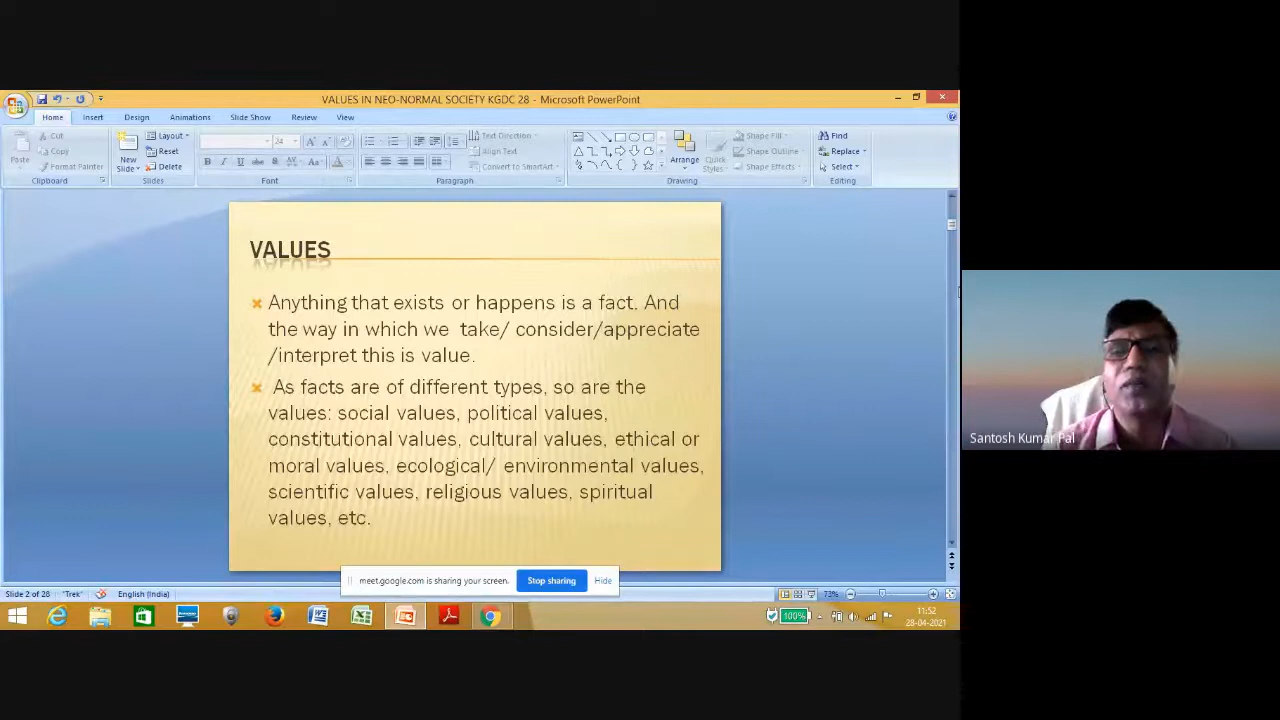 VALUES IN NEO-NORMAL SOCIETY KGDC 28 - Microsoft PowerPoint
Home Insert Design Animations Slide Show Review View
Paste
Cut
Copy
Format Painter
Clipboard
New
Slide
Layout
Reset
Delete
Slides
24
Font
Text Direction
Align Text
Convert to SmartArt
Paragraph
Arrange
Quick
Styles
Shape Fill
Shape Outline
Shape Effects
Drawing
Find
Replace
Select
Editing
VALUES
Anything that exists or happens is a fact. And
the way in which we take/ consider/appreciate
/interpret this is value.
As facts are of different types, so are the
values: social values, political values,
constitutional values, cultural values, ethical or
moral values, ecological/ environmental values,
scientific values, religious values, spiritual
values, etc.
Santosh Kumar Pal
meet.google.com is sharing your screen. Stop sharing Hide
Slide 2 of 28 "Trek" English (India) 73%
100%
11:52
28-04-2021